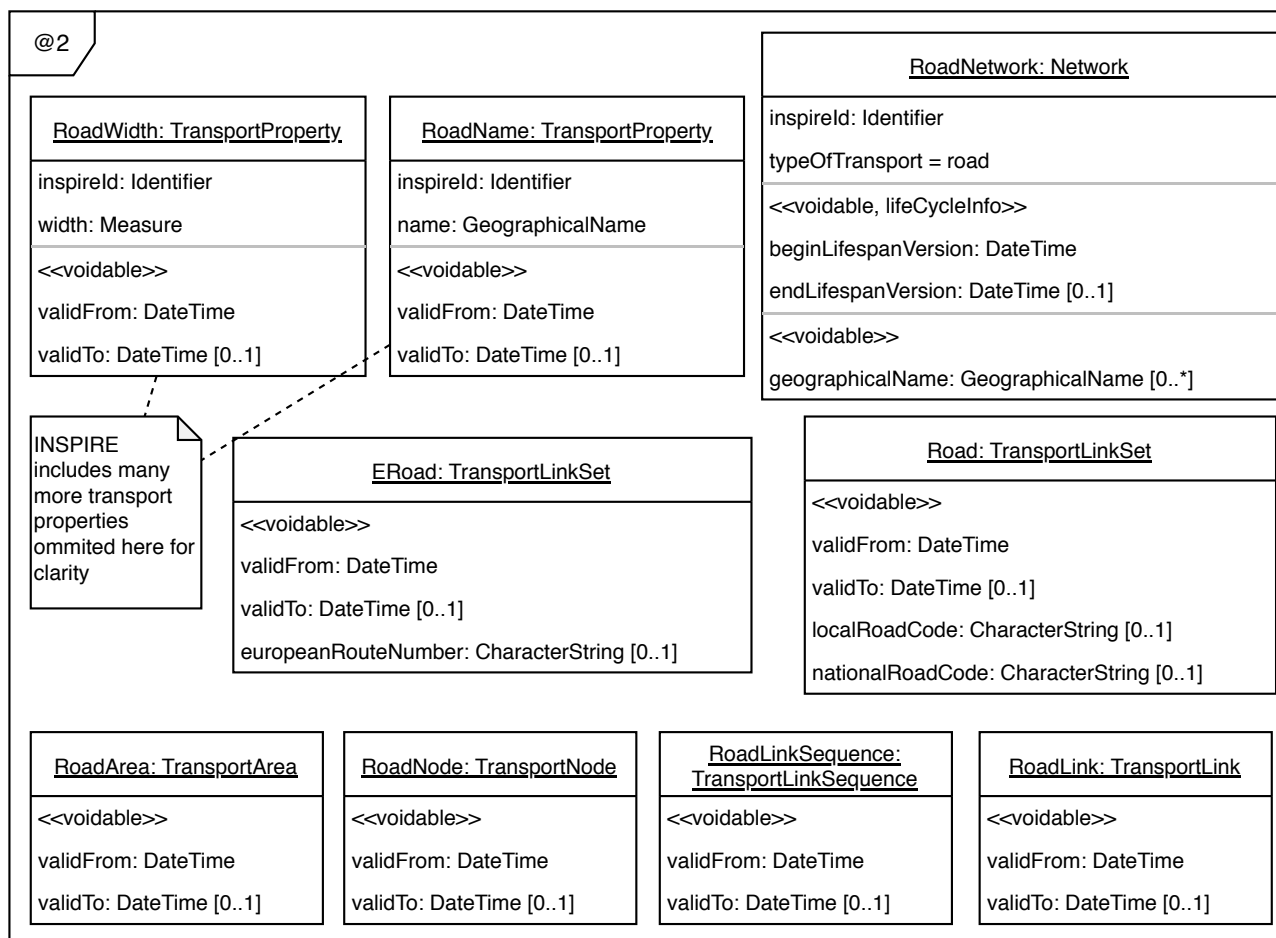 @2
RoadWidth: TransportProperty
inspireId: Identifier
width: Measure
<<voidable>>
validFrom: DateTime
validTo: DateTime [0..1]
RoadName: TransportProperty
inspireId: Identifier
name: GeographicalName
<<voidable>>
validFrom: DateTime
validTo: DateTime [0..1]
RoadNetwork: Network
inspireId: Identifier
typeOfTransport = road
<<voidable, lifeCycleInfo>>
beginLifespanVersion: DateTime
endLifespanVersion: DateTime [0..1]
<<voidable>>
geographicalName: GeographicalName [0..*]
INSPIRE
includes many
more transport
properties
ommited here for
clarity
ERoad: TransportLinkSet
<<voidable>>
validFrom: DateTime
validTo: DateTime [0..1]
europeanRouteNumber: CharacterString [0..1]
Road: TransportLinkSet
<<voidable>>
validFrom: DateTime
validTo: DateTime [0..1]
localRoadCode: CharacterString [0..1]
nationalRoadCode: CharacterString [0..1]
RoadArea: TransportArea
<<voidable>>
validFrom: DateTime
validTo: DateTime [0..1]
RoadNode: TransportNode
<<voidable>>
validFrom: DateTime
validTo: DateTime [0..1]
RoadLinkSequence:
TransportLinkSequence
<<voidable>>
validFrom: DateTime
validTo: DateTime [0..1]
RoadLink: TransportLink
<<voidable>>
validFrom: DateTime
validTo: DateTime [0..1]